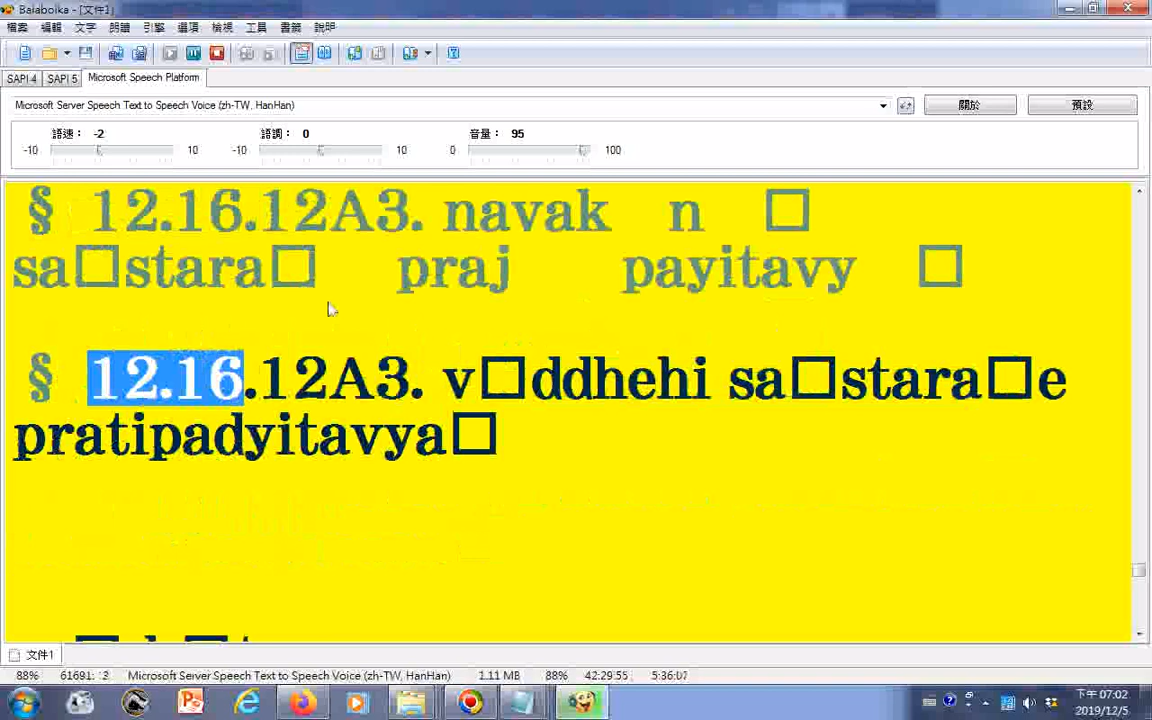 Balabolka - [文件1]
檔案 編輯 文字 朗讀 引擎 選項 檢視 工具 書籤 說明
SAPI 4 SAPI 5 Microsoft Speech Platform
Microsoft Server Speech Text to Speech Voice (zh-TW, HanHan) 關於 預設
語速： -2 語調： 0 音量： 95
-10 10 -10 10 0 100
§ 12.16.12A3. navak n □
sa□stara□ praj payitavy □
§ 12.16.12A3. v□ddhehi sa□stara□e
pratipadyitavya□
文件1
88% Microsoft Server Speech Text to Speech Voice (zh-TW, HanHan) 1.11 MB 88% 42:29:55 5:36:07
下午 07:02
2019/12/5